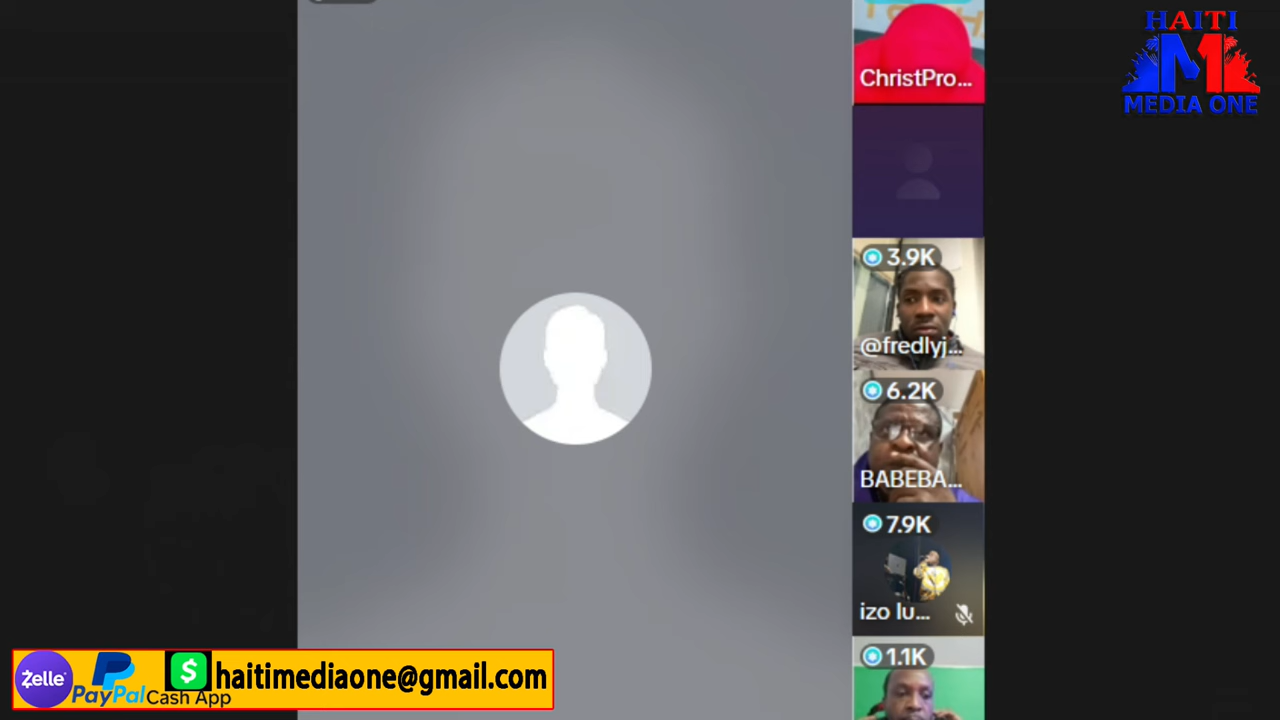 ChristPro...
3.9K
@fredlyj...
6.2K
BABEBA...
7.9K
izo lu...
1.1K
HAITI
M1
MEDIA ONE
Zelle
PayPal
$
Cash App
haitimediaone@gmail.com